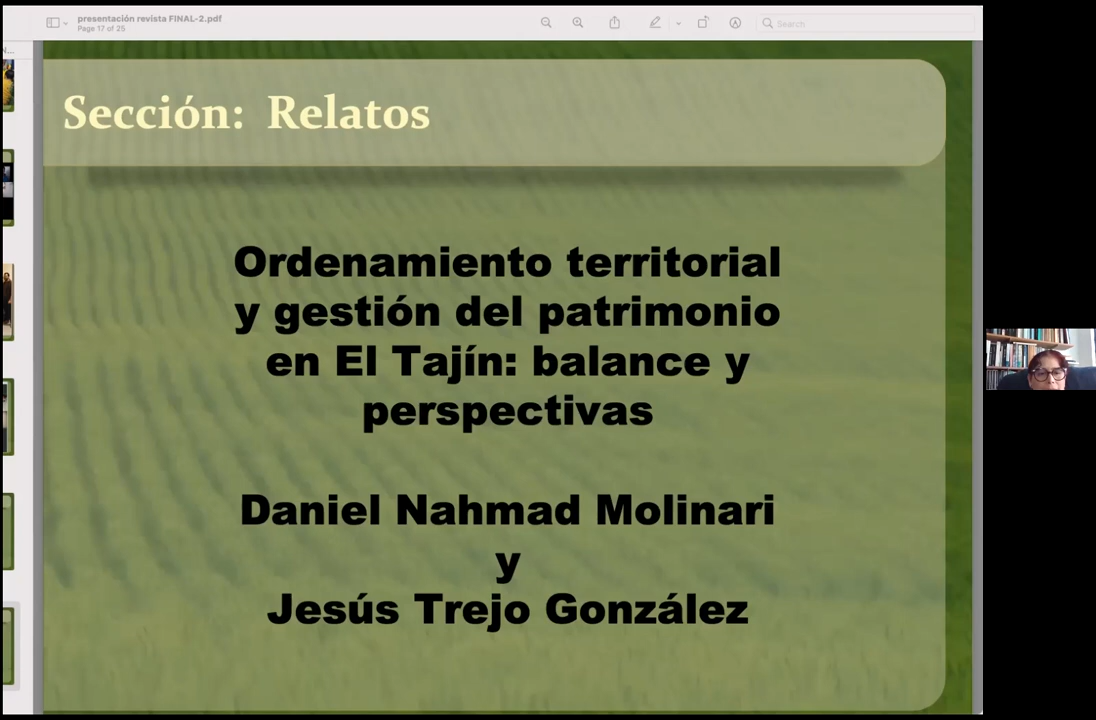 presentación revista FINAL-2.pdf
Page 17 of 25
Search
N...
Sección: Relatos
Ordenamiento territorial
y gestión del patrimonio
en El Tajín: balance y
perspectivas
Daniel Nahmad Molinari
y
Jesús Trejo González